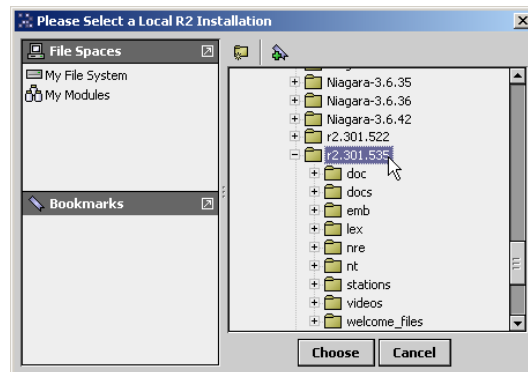 Please Select a Local R2 Installation
File Spaces
My File System
My Modules
Bookmarks
Niagara-3.6.35
Niagara-3.6.36
Niagara-3.6.42
r2.301.522
r2.301.535
doc
docs
emb
lex
nre
nt
stations
videos
welcome_files
Choose
Cancel